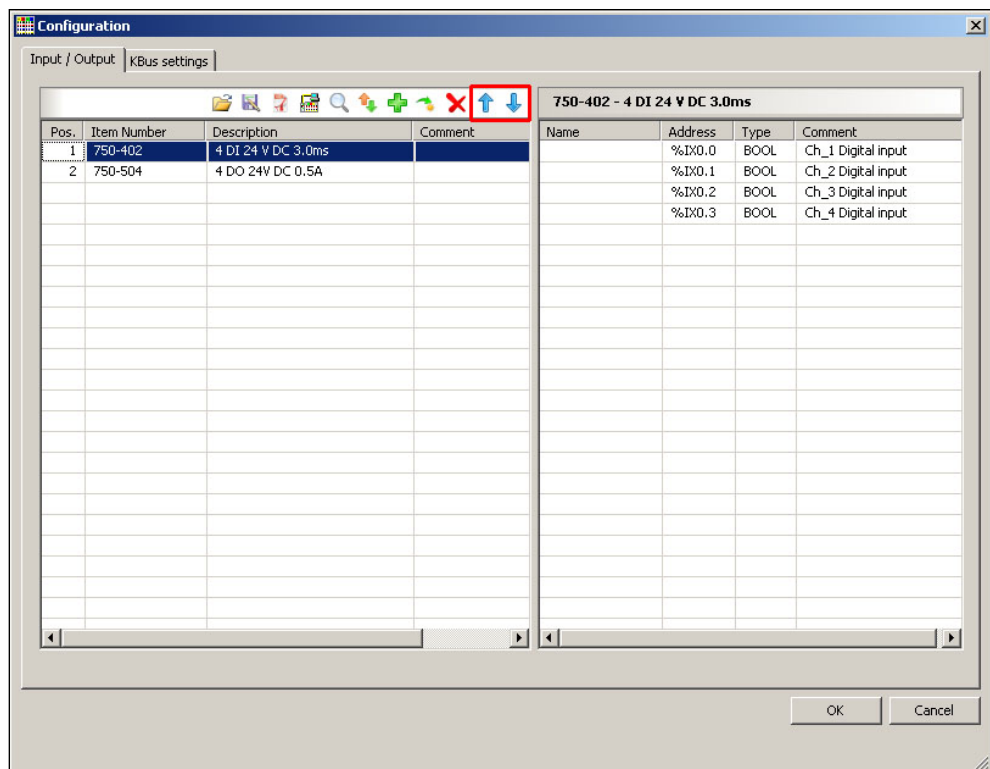 Configuration
Input / Output KBus settings
750-402 - 4 DI 24 V DC 3.0ms
Pos. Item Number Description Comment
1 750-402 4 DI 24 V DC 3.0ms
2 750-504 4 DO 24V DC 0.5A
Name Address Type Comment
%IX0.0 BOOL Ch_1 Digital input
%IX0.1 BOOL Ch_2 Digital input
%IX0.2 BOOL Ch_3 Digital input
%IX0.3 BOOL Ch_4 Digital input
OK Cancel